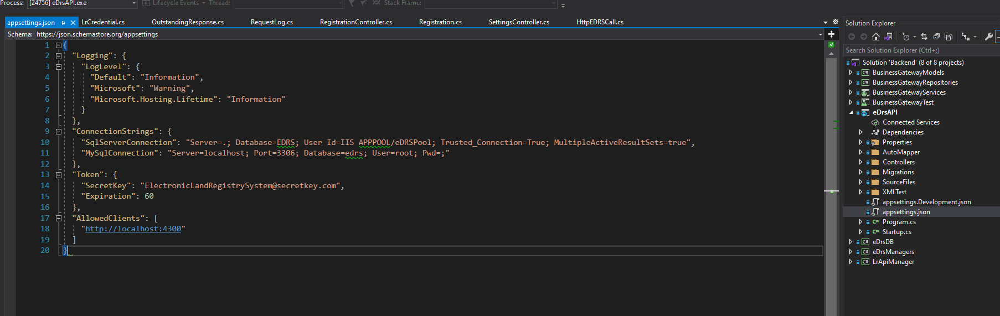 Process: [24756] eDrsAPI.exe Lifecycle Events Thread: Stack Frame:
appsettings.json LrCredential.cs OutstandingResponse.cs RequestLog.cs RegistrationController.cs Registration.cs SettingsController.cs HttpEDRSCall.cs
Schema: https://json.schemastore.org/appsettings
1 {
2 "Logging": {
3 "LogLevel": {
4 "Default": "Information",
5 "Microsoft": "Warning",
6 "Microsoft.Hosting.Lifetime": "Information"
7 }
8 },
9 "ConnectionStrings": {
10 "SqlServerConnection": "Server=.; Database=EDRS; User Id=IIS APPPOOL/eDRSPool; Trusted_Connection=True; MultipleActiveResultSets=true",
11 "MySqlConnection": "Server=localhost; Port=3306; Database=edrs; User=root; Pwd=;"
12 },
13 "Token": {
14 "SecretKey": "ElectronicLandRegistrySystem@secretkey.com",
15 "Expiration": 60
16 },
17 "AllowedClients": [
18 "http://localhost:4300"
19 ]
20 }
Solution Explorer
Search Solution Explorer (Ctrl+;)
Solution 'Backend' (8 of 8 projects)
BusinessGatewayModels
BusinessGatewayRepositories
BusinessGatewayServices
BusinessGatewayTest
eDrsAPI
Connected Services
Dependencies
Properties
AutoMapper
Controllers
Migrations
SourceFiles
XMLTest
appsettings.Development.json
appsettings.json
C# Program.cs
C# Startup.cs
C# eDrsDB
C# eDrsManagers
C# LrApiManager